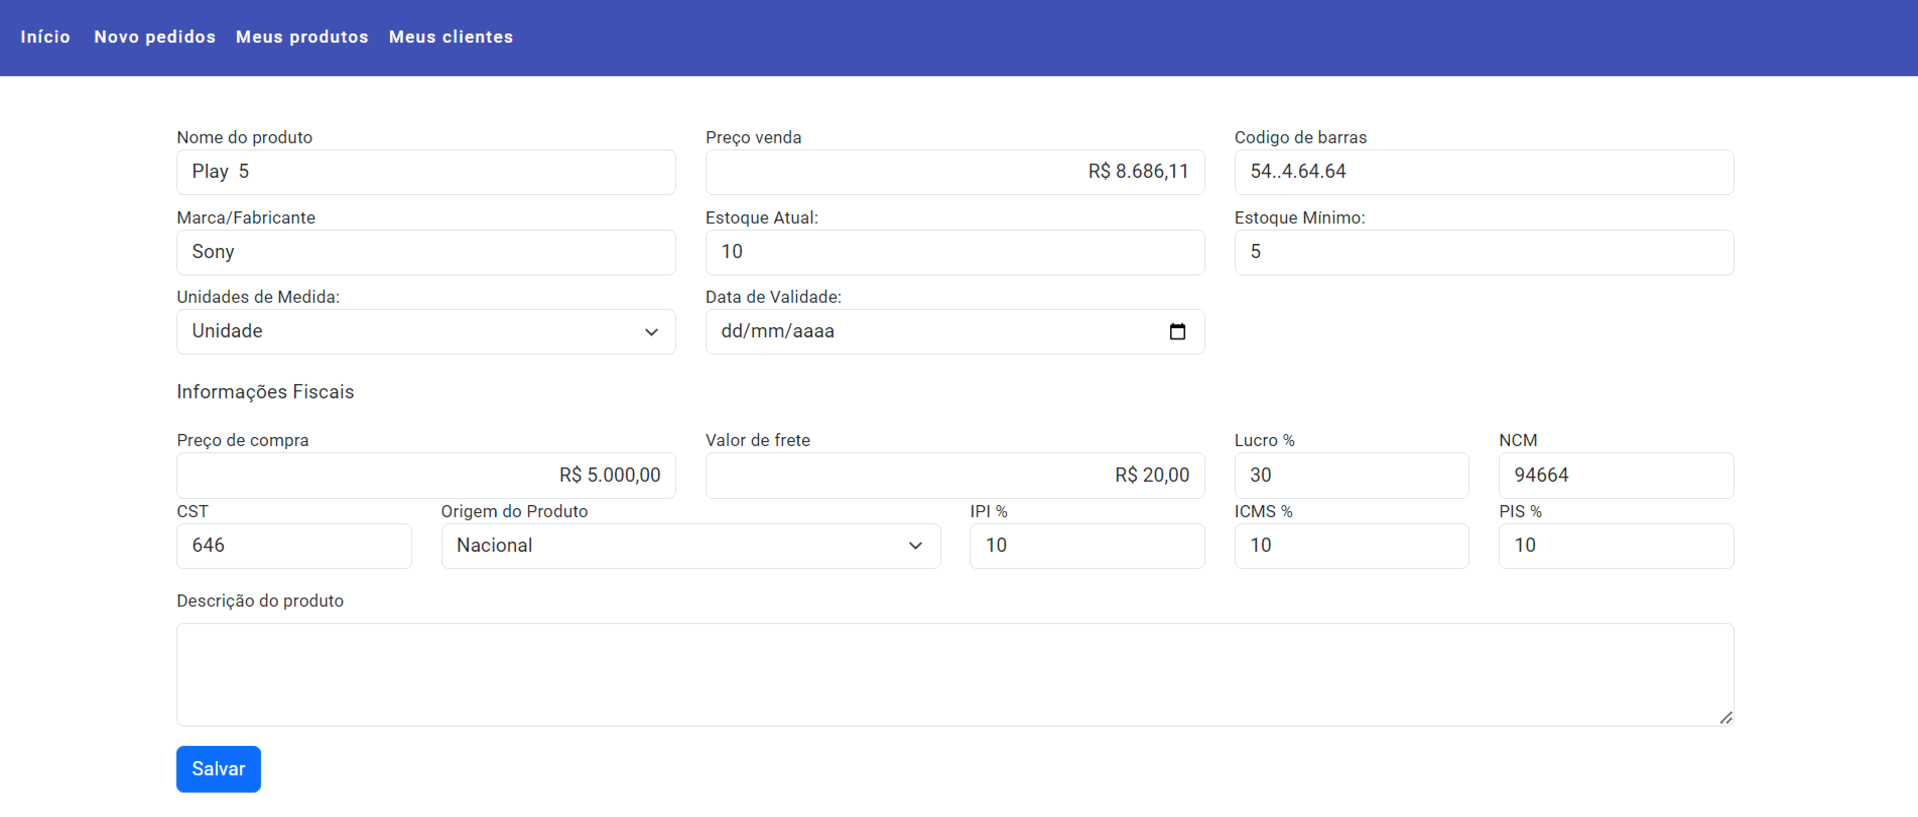 Início Novo pedidos Meus produtos Meus clientes
Nome do produto Preço venda Codigo de barras
Play  5 R$ 8.686,11 54..4.64.64
Marca/Fabricante Estoque Atual: Estoque Mínimo:
Sony 10 5
Unidades de Medida: Data de Validade:
Unidade dd/mm/aaaa
Informações Fiscais
Preço de compra Valor de frete Lucro % NCM
R$ 5.000,00 R$ 20,00 30 94664
CST Origem do Produto IPI % ICMS % PIS %
646 Nacional 10 10 10
Descrição do produto
Salvar